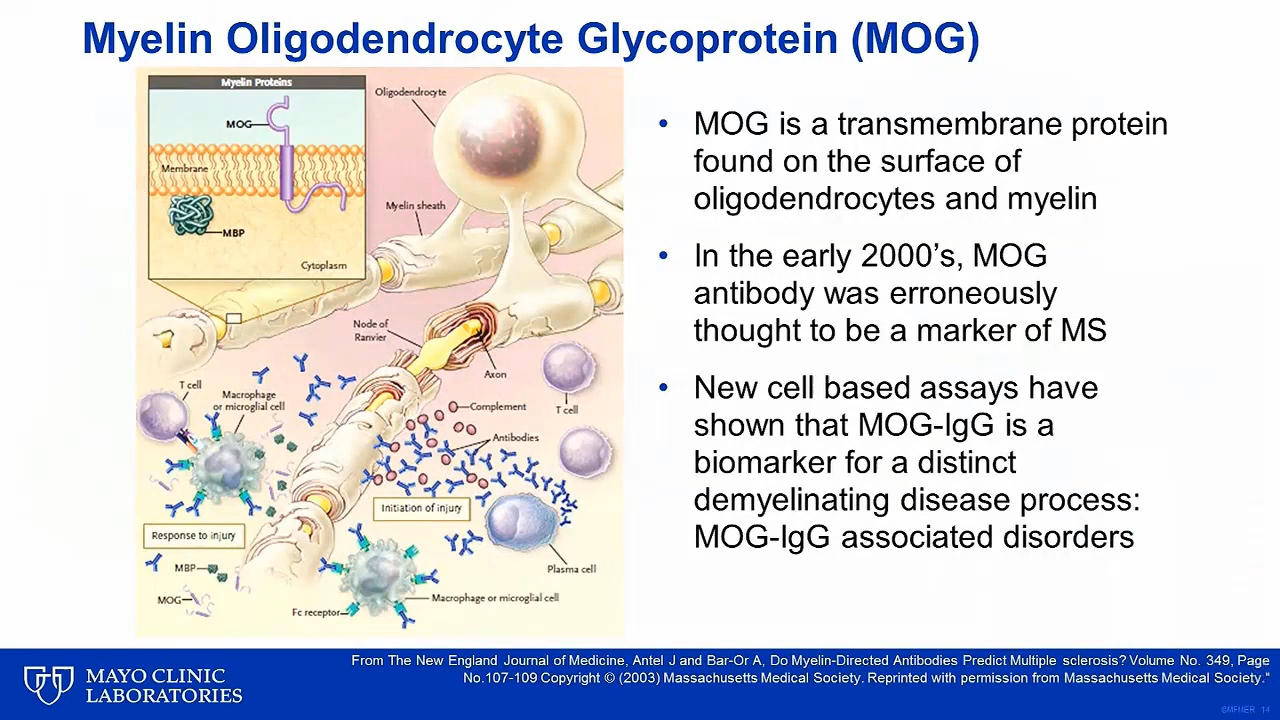 Myelin Oligodendrocyte Glycoprotein (MOG)
Myelin Proteins
MOG
Membrane
MBP
Cytoplasm
Oligodendrocyte
Myelin sheath
Node of
Ranvier
Axon
T cell
Macrophage
or microglial cell
Complement
T cell
Antibodies
Initiation of injury
Response to injury
MBP
MOG
Plasma cell
Macrophage or microglial cell
Fc receptor
• MOG is a transmembrane protein
found on the surface of
oligodendrocytes and myelin
• In the early 2000’s, MOG
antibody was erroneously
thought to be a marker of MS
• New cell based assays have
shown that MOG-IgG is a
biomarker for a distinct
demyelinating disease process:
MOG-IgG associated disorders
MAYO CLINIC
LABORATORIES
From The New England Journal of Medicine, Antel J and Bar-Or A, Do Myelin-Directed Antibodies Predict Multiple sclerosis? Volume No. 349, Page
No.107-109 Copyright © (2003) Massachusetts Medical Society. Reprinted with permission from Massachusetts Medical Society.“
©MFMER 14